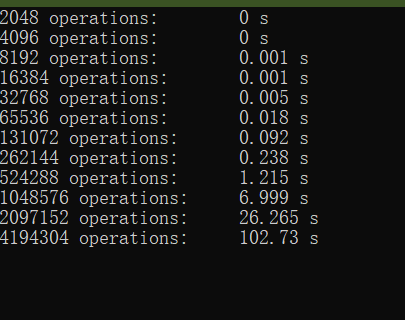 2048 operations: 0 s
4096 operations: 0 s
8192 operations: 0.001 s
16384 operations: 0.001 s
32768 operations: 0.005 s
65536 operations: 0.018 s
131072 operations: 0.092 s
262144 operations: 0.238 s
524288 operations: 1.215 s
1048576 operations: 6.999 s
2097152 operations: 26.265 s
4194304 operations: 102.73 s